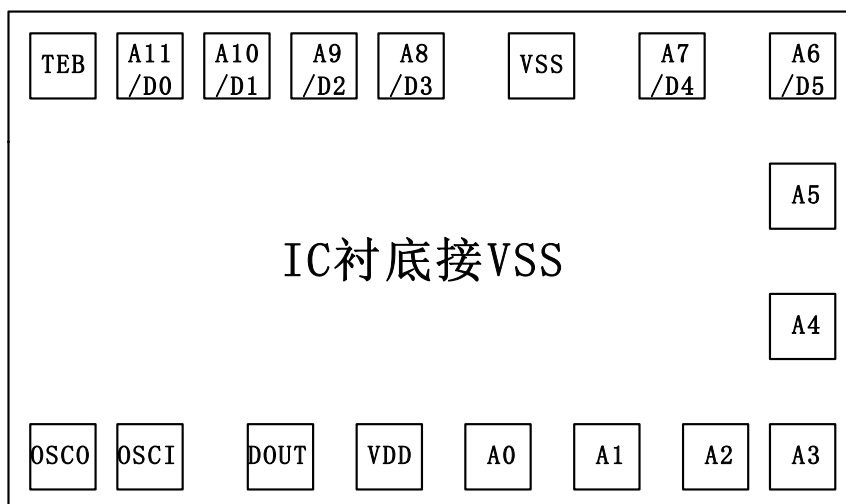 TEB
A11
/D0
A10
/D1
A9
/D2
A8
/D3
VSS
A7
/D4
A6
/D5
A5
IC衬底接VSS
A4
OSCO
OSCI
DOUT
VDD
A0
A1
A2
A3